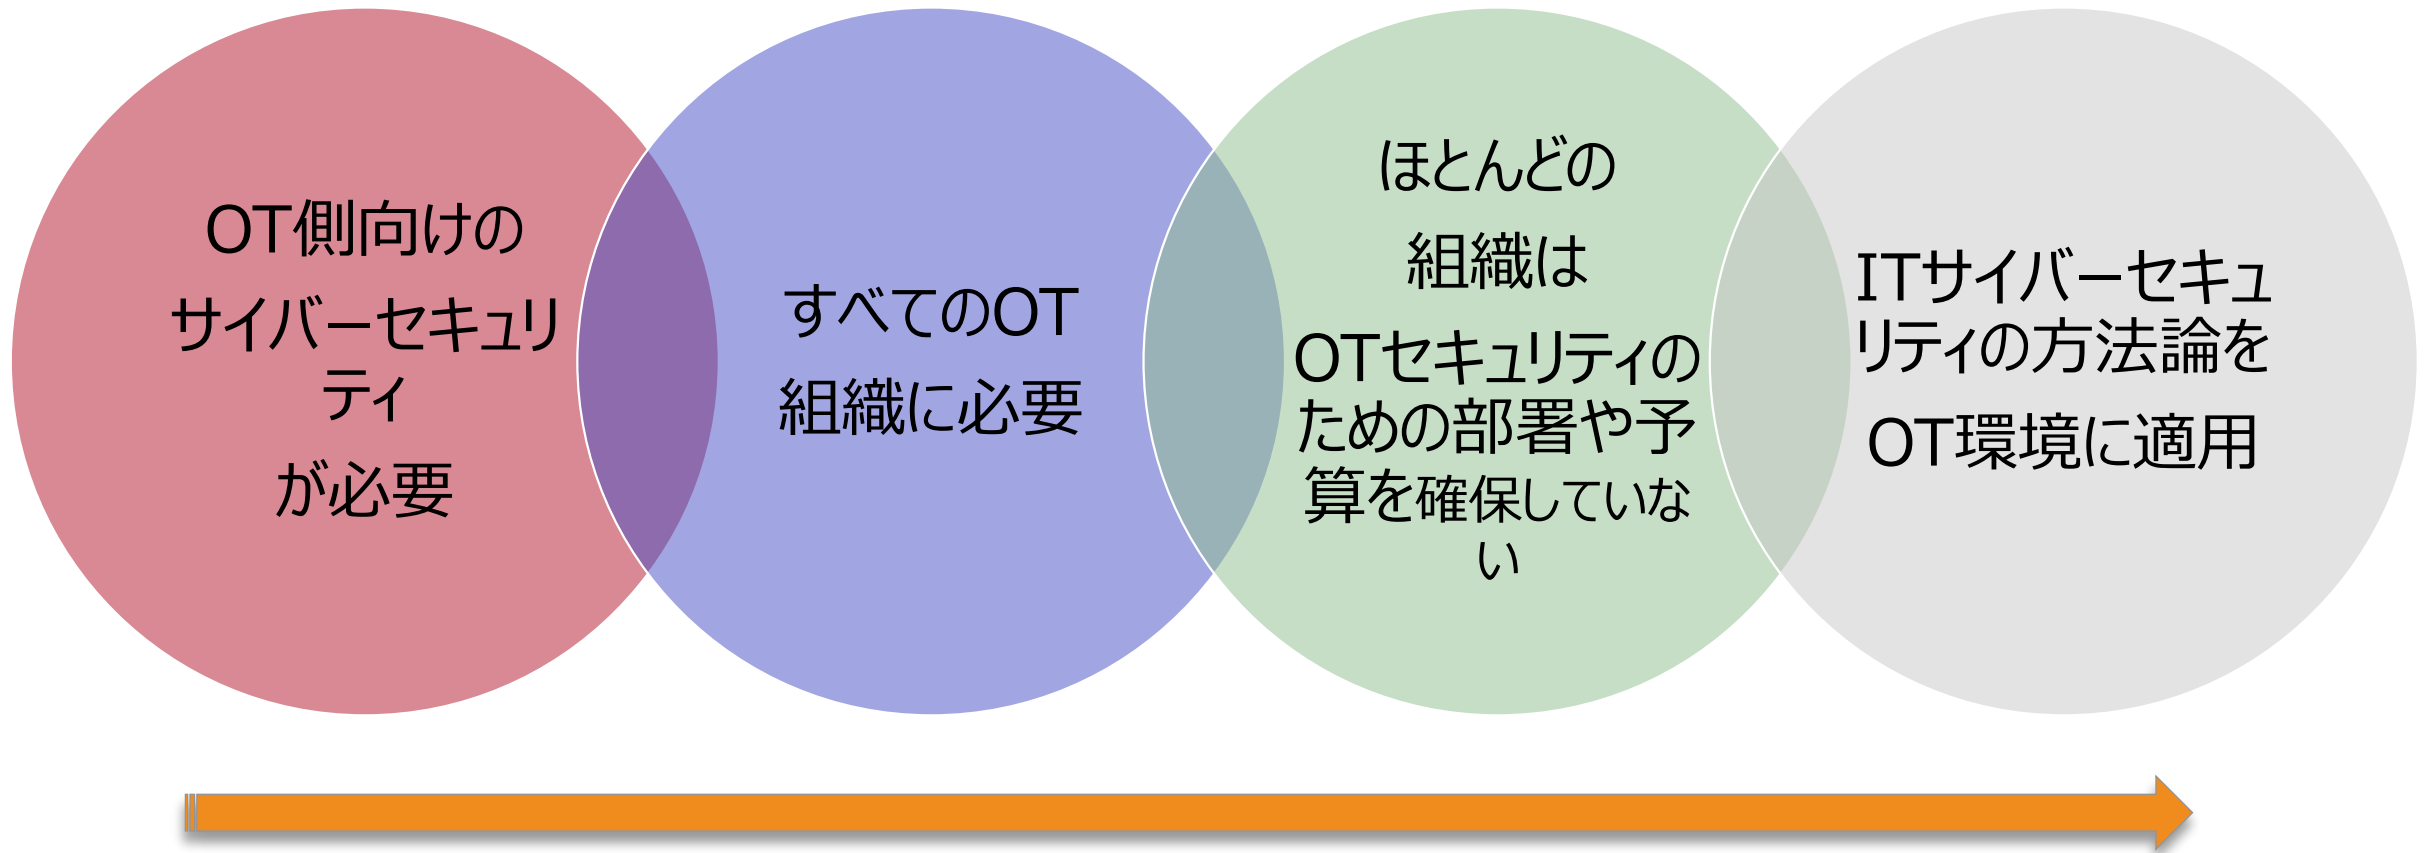 OT側向けの
サイバーセキュリ
ティ
が必要
すべてのOT
組織に必要
ほとんどの
組織は
OTセキュリティの
ための部署や予
算を確保していな
い
ITサイバーセキュ
リティの方法論を
OT環境に適用